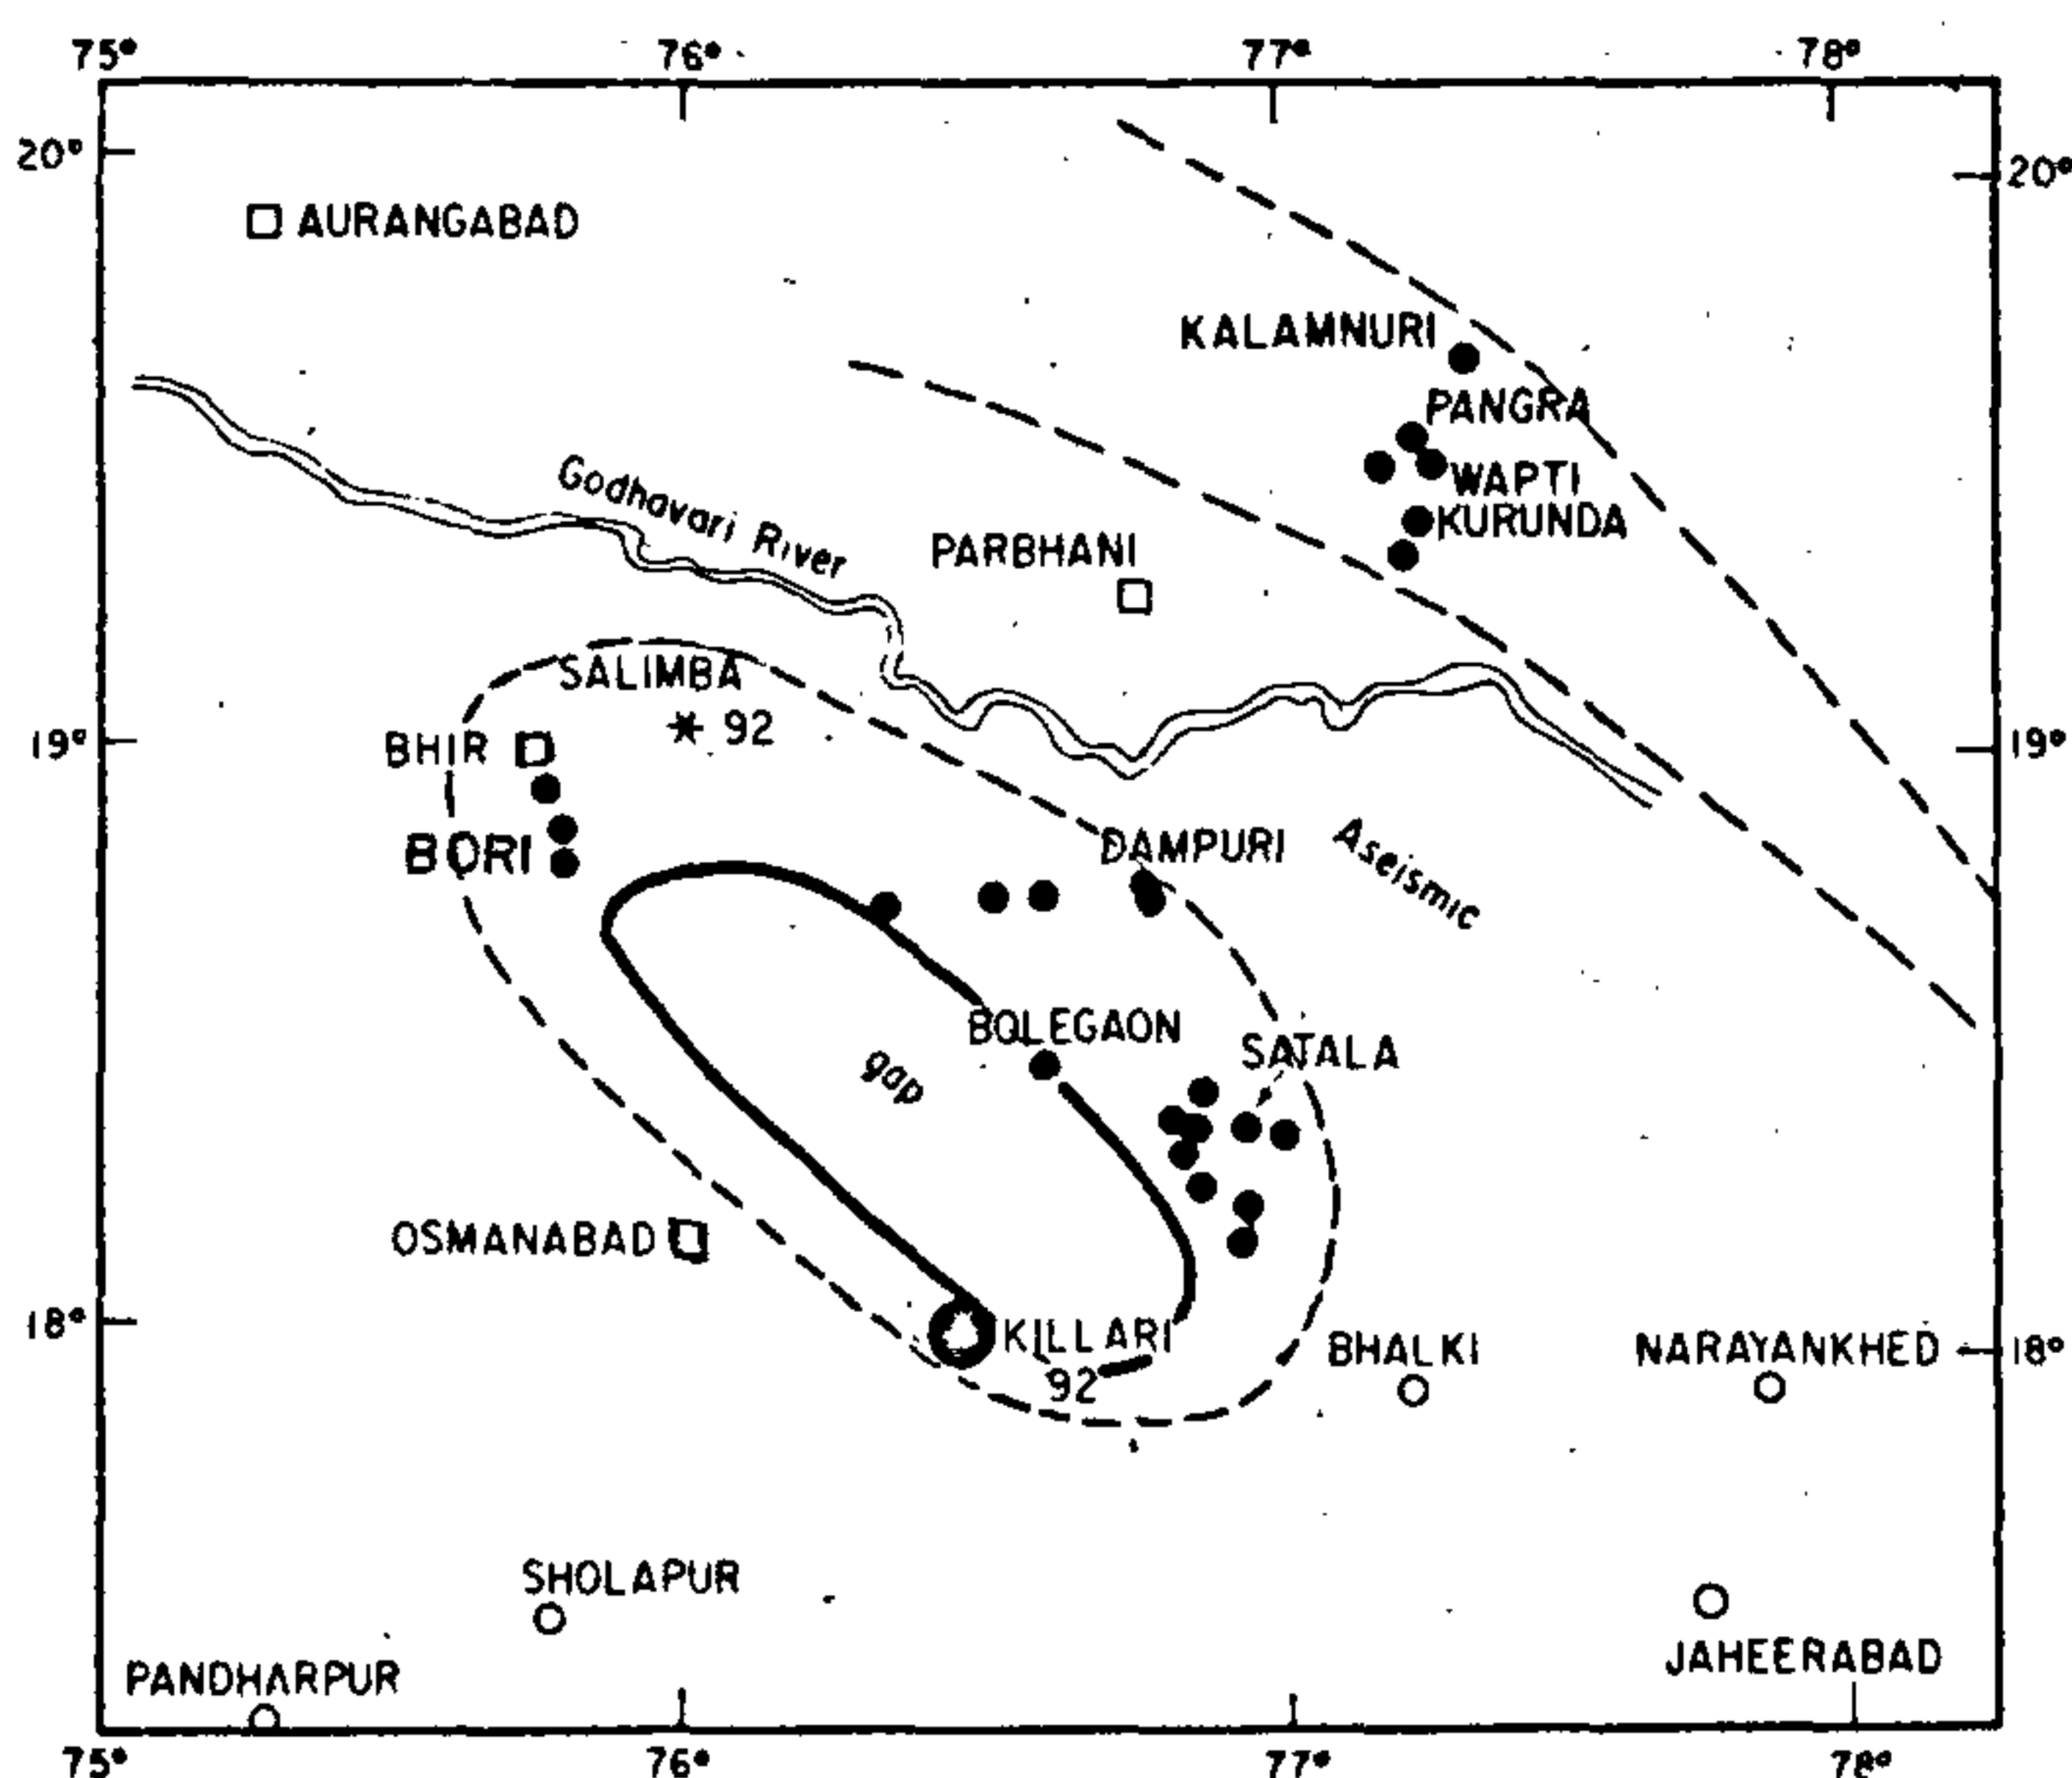 75° 76° 77° 78°
20° 20°
AURANGABAD
KALAMNURI
PANGRA
WAPTI
KURUNDA
Godhavari River
PARBHANI
SALIMBA
92
BHIR
19° 19°
BORI
DAMPURI
Aseismic
BOLEGAON
gap
SATALA
OSMANABAD
18° 18°
KILLARI
92
BHALKI
NARAYANKHED
SHOLAPUR
JAHEERABAD
PANDHARPUR
75° 76° 77° 78°